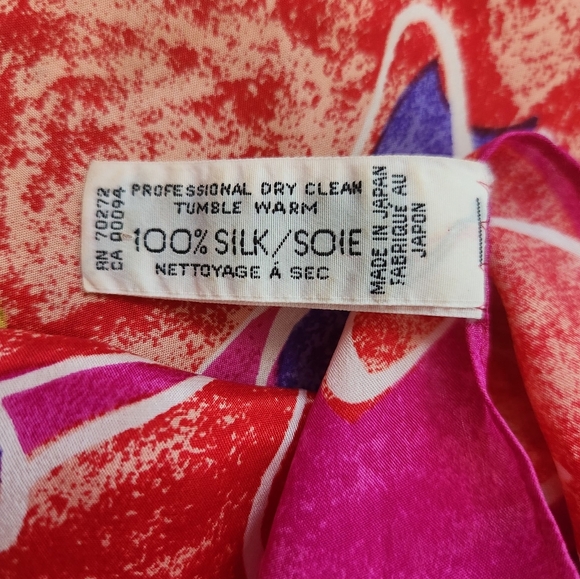 RN 70272
CA 00094
PROFESSIONAL DRY CLEAN
TUMBLE WARM
100% SILK/SOIE
NETTOYAGE À SEC
MADE IN JAPAN
FABRIQUE AU
JAPON